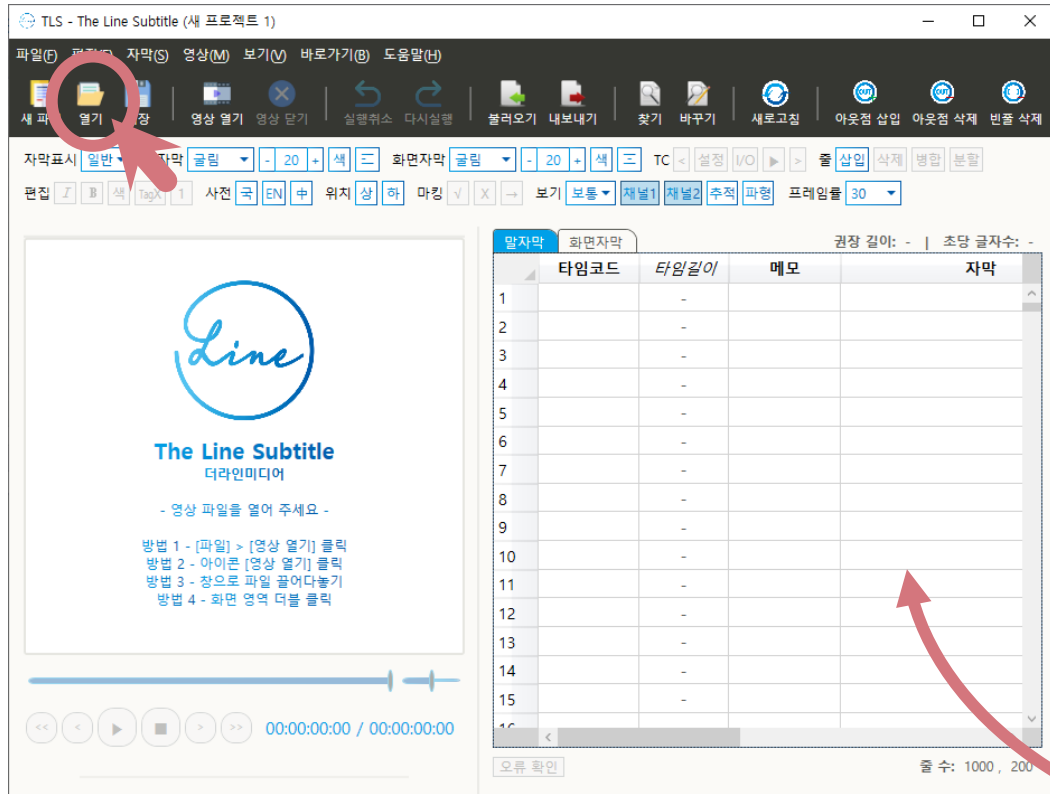 TLS - The Line Subtitle (새 프로젝트 1)
파일(F) 자막(S) 영상(M) 보기(V) 바로가기(B) 도움말(H)
새 열기 장 영상 열기 영상 닫기 실행취소 다시실행 불러오기 내보내기 찾기 바꾸기 새로고침 아웃점 삽입 아웃점 삭제 빈줄 삭제
자막표시 일반 자막 굴림 - 20 + 색 화면자막 굴림 - 20 + 색 TC < 설정 I/O > 줄 삽입 삭제 병합 분할
편집 I B 색 TagX 1 사전 국 EN 中 위치 상 하 마킹 √ X → 보기 보통 채널1 채널2 추적 파형 프레임율 30
말자막 화면자막 권장 길이: - | 초당 글자수: -
타임코드 타임길이 메모 자막
1 -
2 -
3 -
4 -
5 -
6 -
7 -
8 -
9 -
10 -
11 -
12 -
13 -
14 -
15 -
Line
The Line Subtitle
더라인미디어
- 영상 파일을 열어 주세요 -
방법 1 - [파일] > [영상 열기] 클릭
방법 2 - 아이콘 [영상 열기] 클릭
방법 3 - 창으로 파일 끌어다놓기
방법 4 - 화면 영역 더블 클릭
<< < > >> 00:00:00:00 / 00:00:00:00
오류 확인 줄 수: 1000 , 200